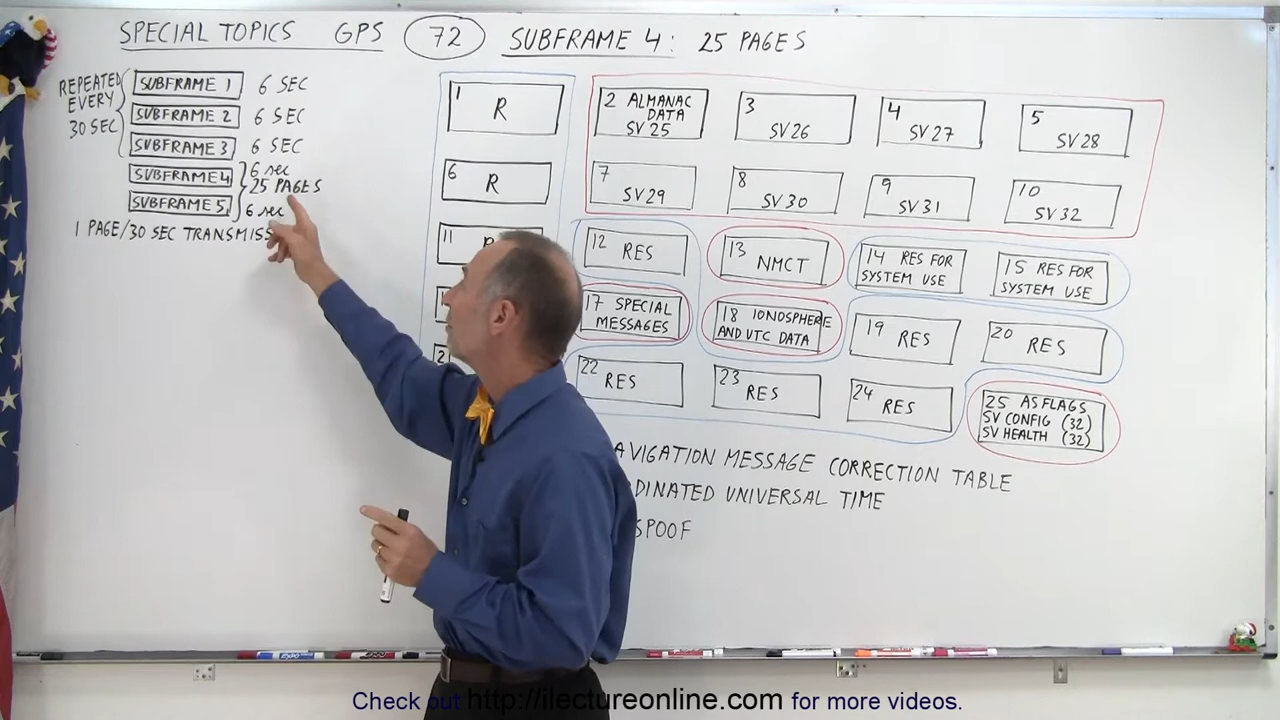 SPECIAL TOPICS GPS 72 SUBFRAME 4: 25 PAGES
REPEATED
EVERY
30 SEC
SUBFRAME 1 6 SEC
SUBFRAME 2 6 SEC
SUBFRAME 3 6 SEC
SUBFRAME 4 6 sec
25 PAGES
SUBFRAME 5 6 sec
1 PAGE/30 SEC TRANSMISS
1 R
2 ALMANAC
DATA
SV 25
3 SV26
4 SV27
5 SV28
6 R
7 SV29
8 SV30
9 SV31
10 SV32
11
12 RES
13 NMCT
14 RES FOR
SYSTEM USE
15 RES FOR
SYSTEM USE
17 SPECIAL
MESSAGES
18 IONOSPHERE
AND UTC DATA
19 RES
20 RES
22 RES
23 RES
24 RES
25 AS FLAGS
SV CONFIG (32)
SV HEALTH (32)
AVIGATION MESSAGE CORRECTION TABLE
DINATED UNIVERSAL TIME
SPOOF
Check out http://ilectureonline.com for more videos.